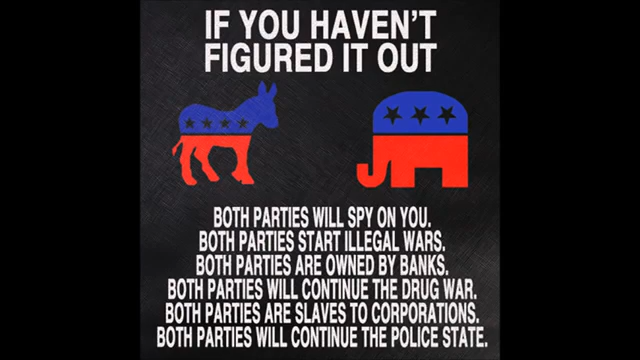 IF YOU HAVEN'T
FIGURED IT OUT
BOTH PARTIES WILL SPY ON YOU.
BOTH PARTIES START ILLEGAL WARS.
BOTH PARTIES ARE OWNED BY BANKS.
BOTH PARTIES WILL CONTINUE THE DRUG WAR.
BOTH PARTIES ARE SLAVES TO CORPORATIONS.
BOTH PARTIES WILL CONTINUE THE POLICE STATE.